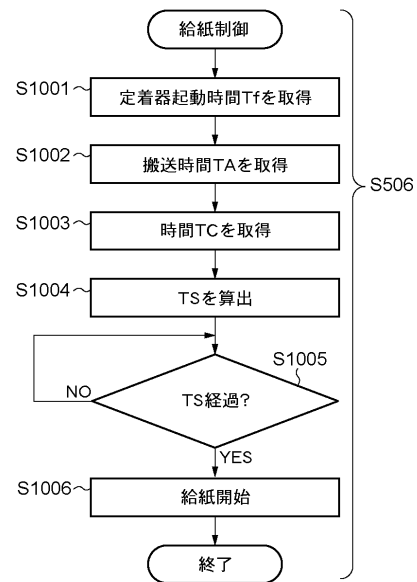 給紙制御
S1001
定着器起動時間Tfを取得
S1002
搬送時間TAを取得
S506
S1003
時間TCを取得
S1004
TSを算出
S1005
NO
TS経過?
YES
S1006
給紙開始
終了